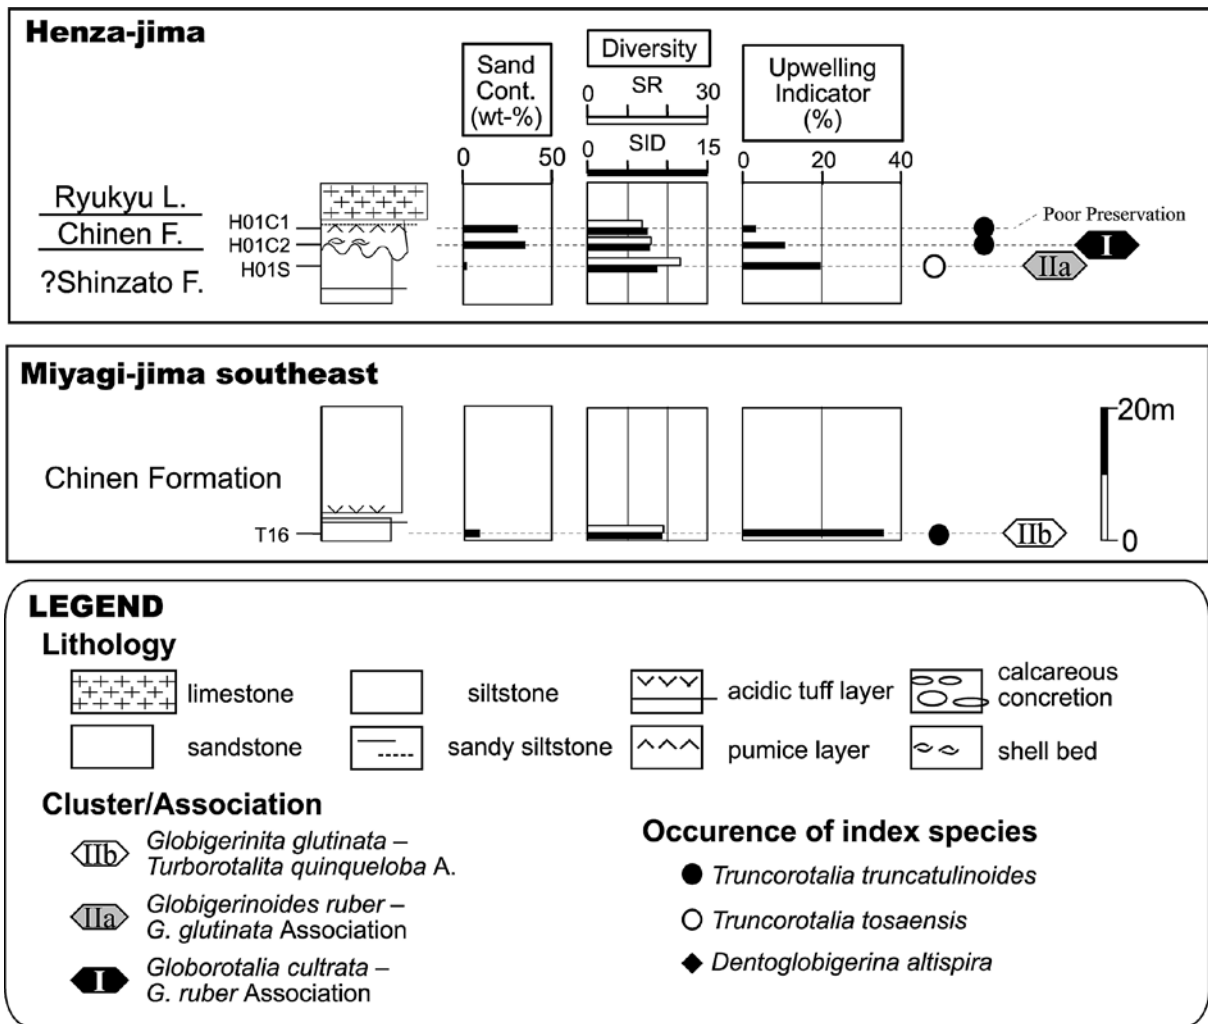 Henza-jima
Sand
Cont.
(wt-%)
0 50
Diversity
SR
0 30
SID
0 15
Upwelling
Indicator
(%)
0 20 40
Ryukyu L.
Chinen F.
?Shinzato F.
H01C1
H01C2
H01S
Poor Preservation
I
IIa
Miyagi-jima southeast
Chinen Formation
T16
IIb
20m
0
LEGEND
Lithology
limestone
siltstone
acidic tuff layer
calcareous
concretion
sandstone
sandy siltstone
pumice layer
shell bed
Cluster/Association
IIb
Globigerinita glutinata –
Turborotalita quinqueloba A.
IIa
Globigerinoides ruber –
G. glutinata Association
I
Globorotalia cultrata –
G. ruber Association
Occurence of index species
Truncorotalia truncatulinoides
Truncorotalia tosaensis
Dentoglobigerina altispira